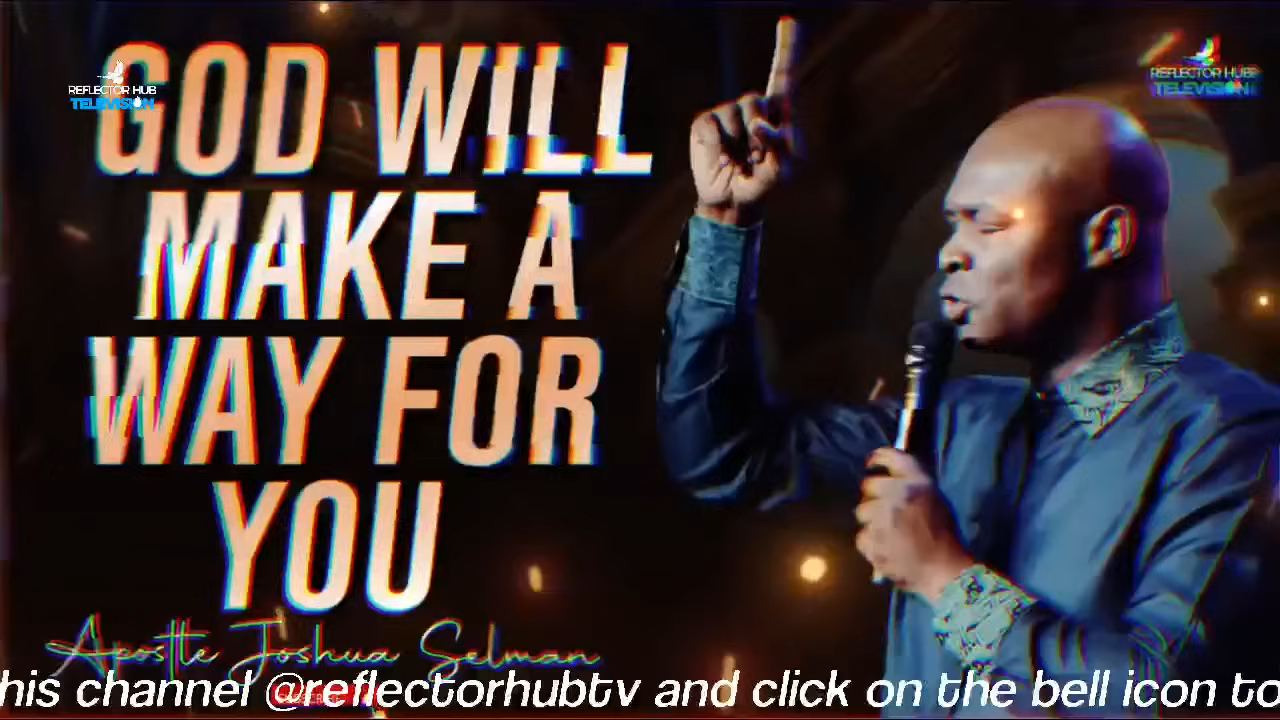 GOD WILL
MAKE A
WAY FOR
YOU
REFLECTOR HUB
TELEVISION
REFLECTOR HUB
TELEVISION
Apostle Joshua Selman
his channel @reflectorhubtv and click on the bell icon to